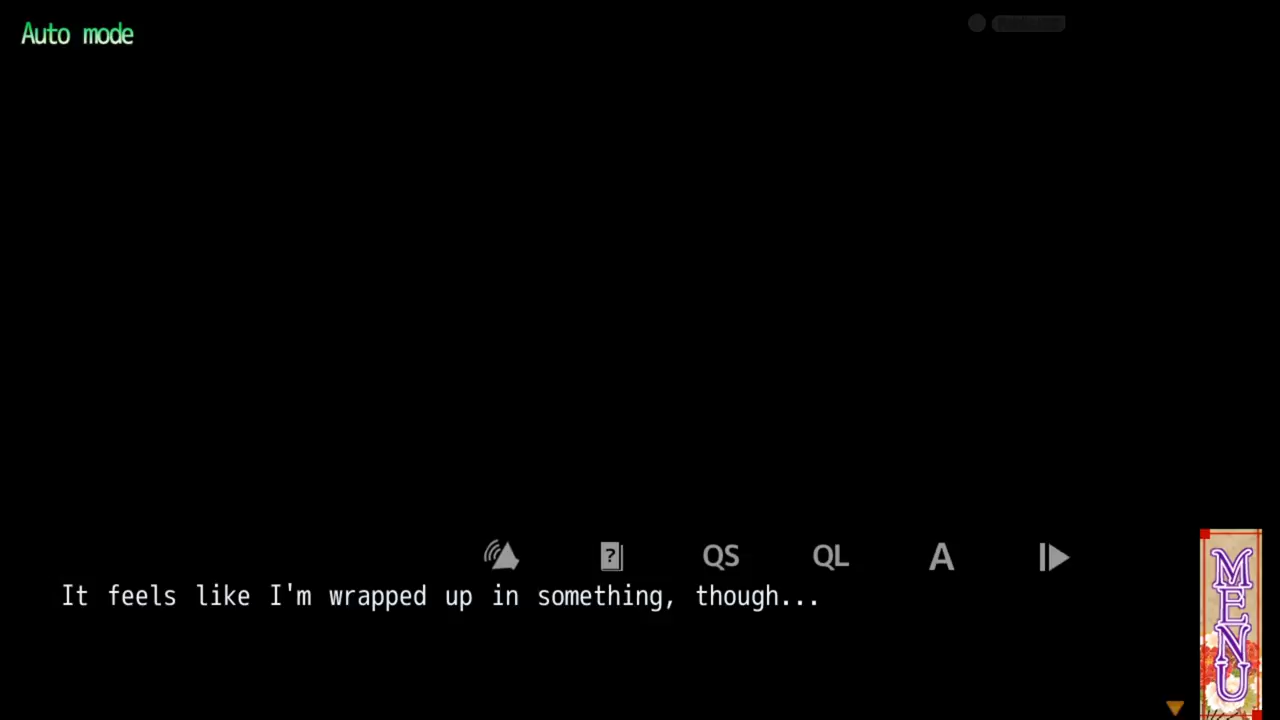 Auto mode
?
QS
QL
A
It feels like I'm wrapped up in something, though...
MENU